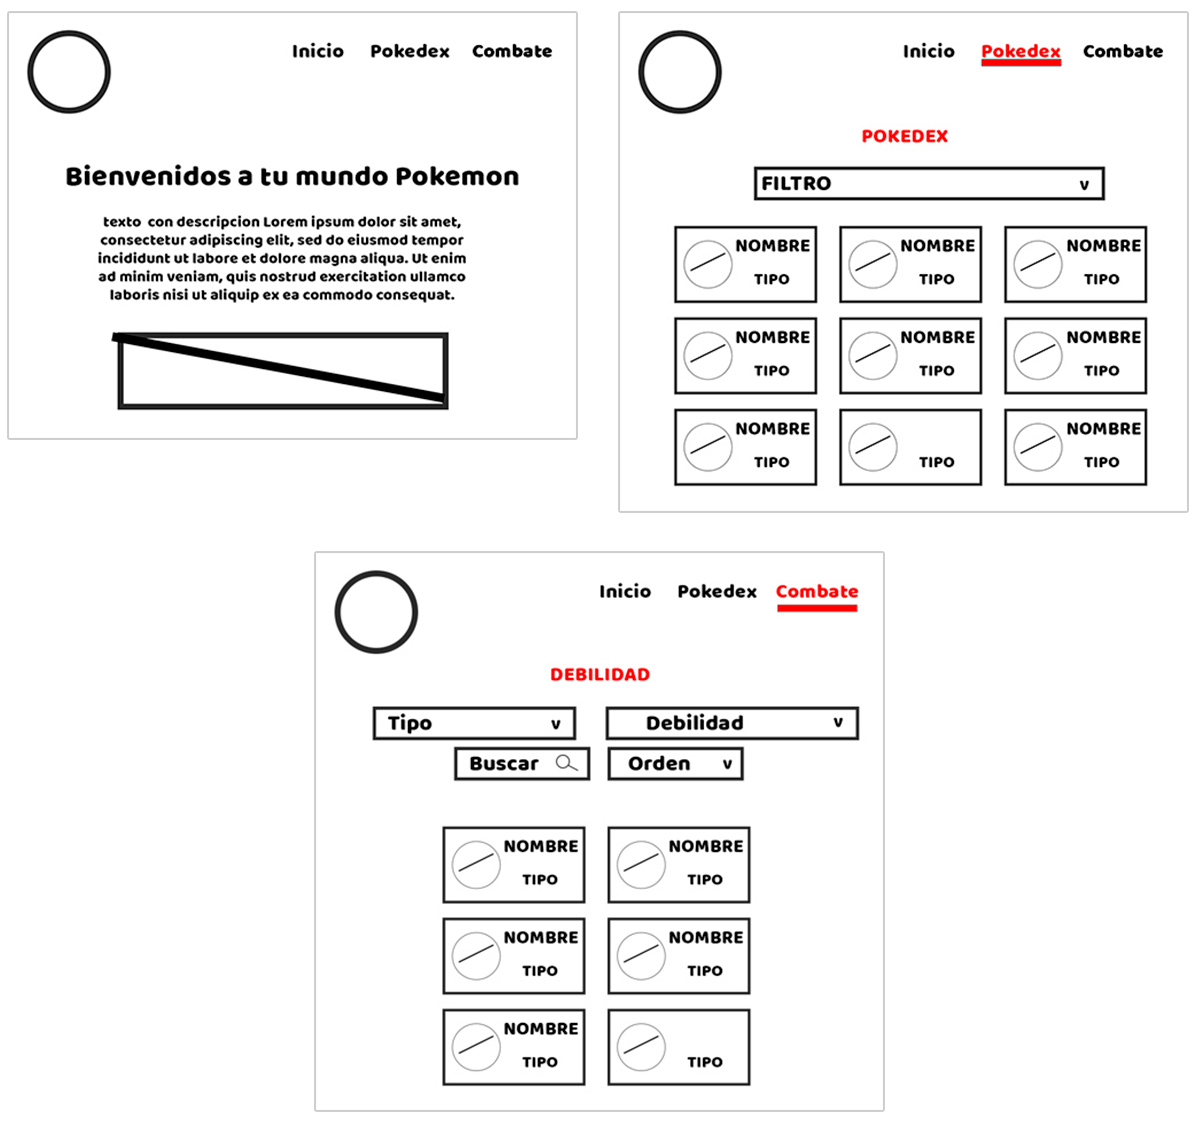 Inicio Pokedex Combate
Bienvenidos a tu mundo Pokemon
texto con descripcion Lorem ipsum dolor sit amet,
consectetur adipiscing elit, sed do eiusmod tempor
incididunt ut labore et dolore magna aliqua. Ut enim
ad minim veniam, quis nostrud exercitation ullamco
laboris nisi ut aliquip ex ea commodo consequat.
Inicio Pokedex Combate
POKEDEX
FILTRO v
NOMBRE NOMBRE NOMBRE
TIPO TIPO TIPO
NOMBRE NOMBRE NOMBRE
TIPO TIPO TIPO
NOMBRE NOMBRE
TIPO TIPO TIPO
Inicio Pokedex Combate
DEBILIDAD
Tipo v Debilidad v
Buscar Orden v
NOMBRE NOMBRE
TIPO TIPO
NOMBRE NOMBRE
TIPO TIPO
NOMBRE
TIPO TIPO